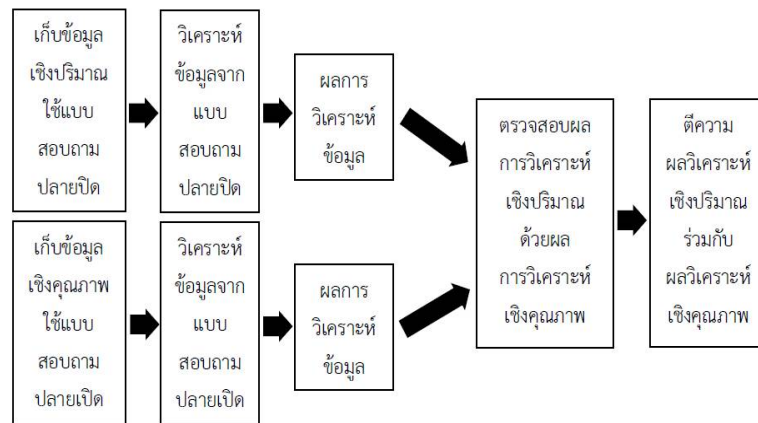 เก็บข้อมูล
เชิงปริมาณ
ใช้แบบ
สอบถาม
ปลายปิด
วิเคราะห์
ข้อมูลจาก
แบบ
สอบถาม
ปลายปิด
ผลการ
วิเคราะห์
ข้อมูล
เก็บข้อมูล
เชิงคุณภาพ
ใช้แบบ
สอบถาม
ปลายเปิด
วิเคราะห์
ข้อมูลจาก
แบบ
สอบถาม
ปลายเปิด
ผลการ
วิเคราะห์
ข้อมูล
ตรวจสอบผล
การวิเคราะห์
เชิงปริมาณ
ด้วยผล
การวิเคราะห์
เชิงคุณภาพ
ตีความ
ผลวิเคราะห์
เชิงปริมาณ
ร่วมกับ
ผลวิเคราะห์
เชิงคุณภาพ